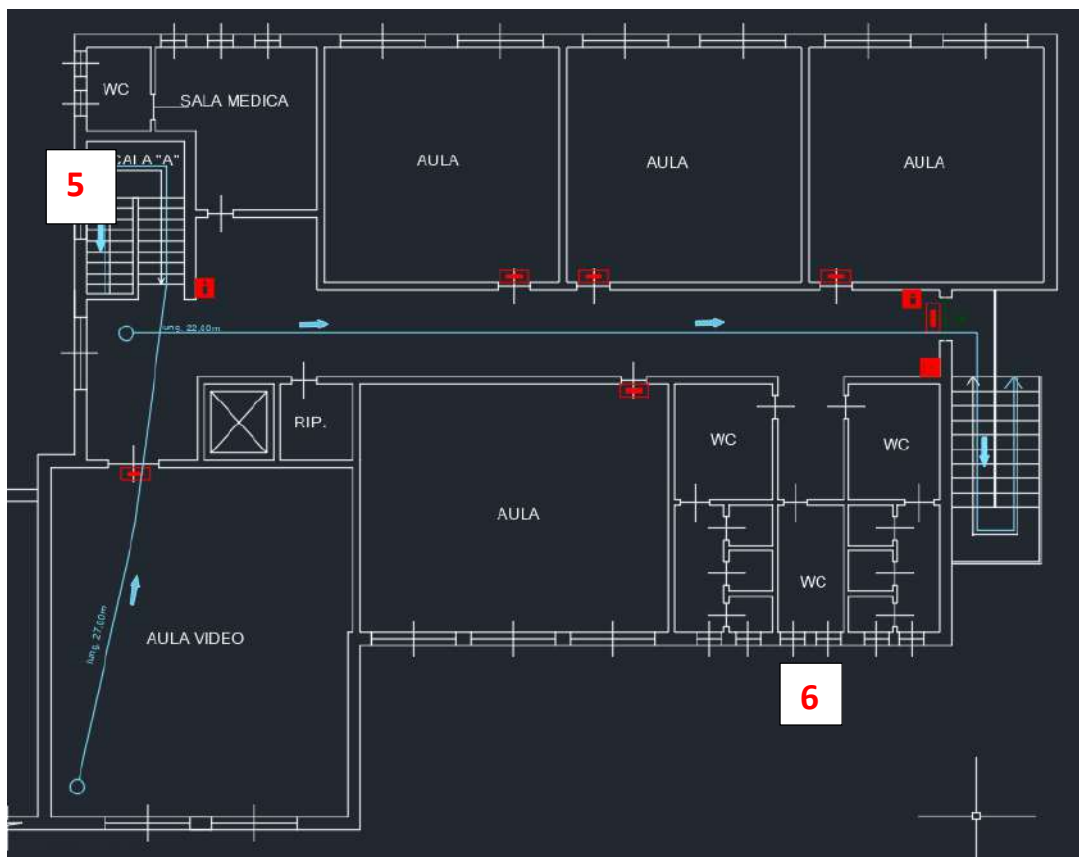 WC
SALA MEDICA
CALA "A"
5
AULA
AULA
AULA
lung. 22,60m
RIP.
WC
WC
AULA
WC
AULA VIDEO
lung. 27,60m
6